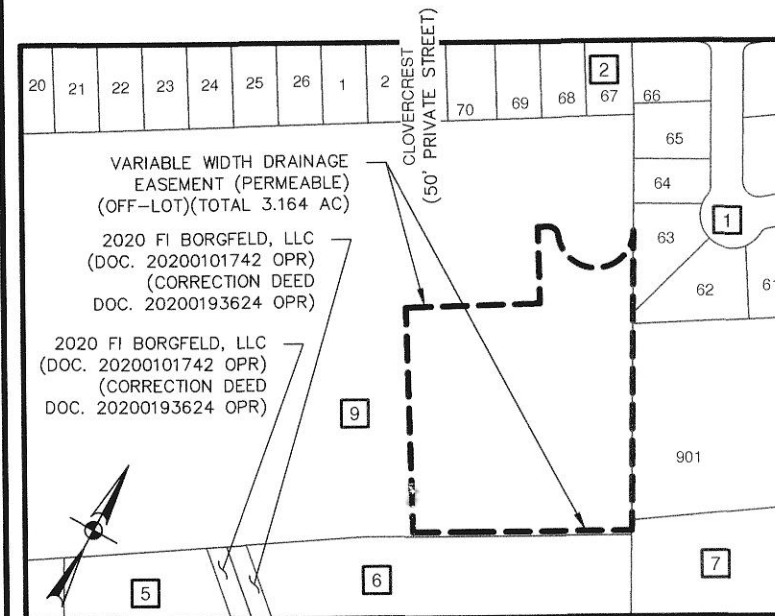 20
21
22
23
24
25
26
1
2
CLOVERCREST
(50' PRIVATE STREET)
70
69
68
2
67
66
65
64
63
1
62
61
VARIABLE WIDTH DRAINAGE
EASEMENT (PERMEABLE)
(OFF-LOT)(TOTAL 3.164 AC)
2020 FI BORGFELD, LLC
(DOC. 20200101742 OPR)
(CORRECTION DEED
DOC. 20200193624 OPR)
2020 FI BORGFELD, LLC
(DOC. 20200101742 OPR)
(CORRECTION DEED
DOC. 20200193624 OPR)
9
901
5
6
7